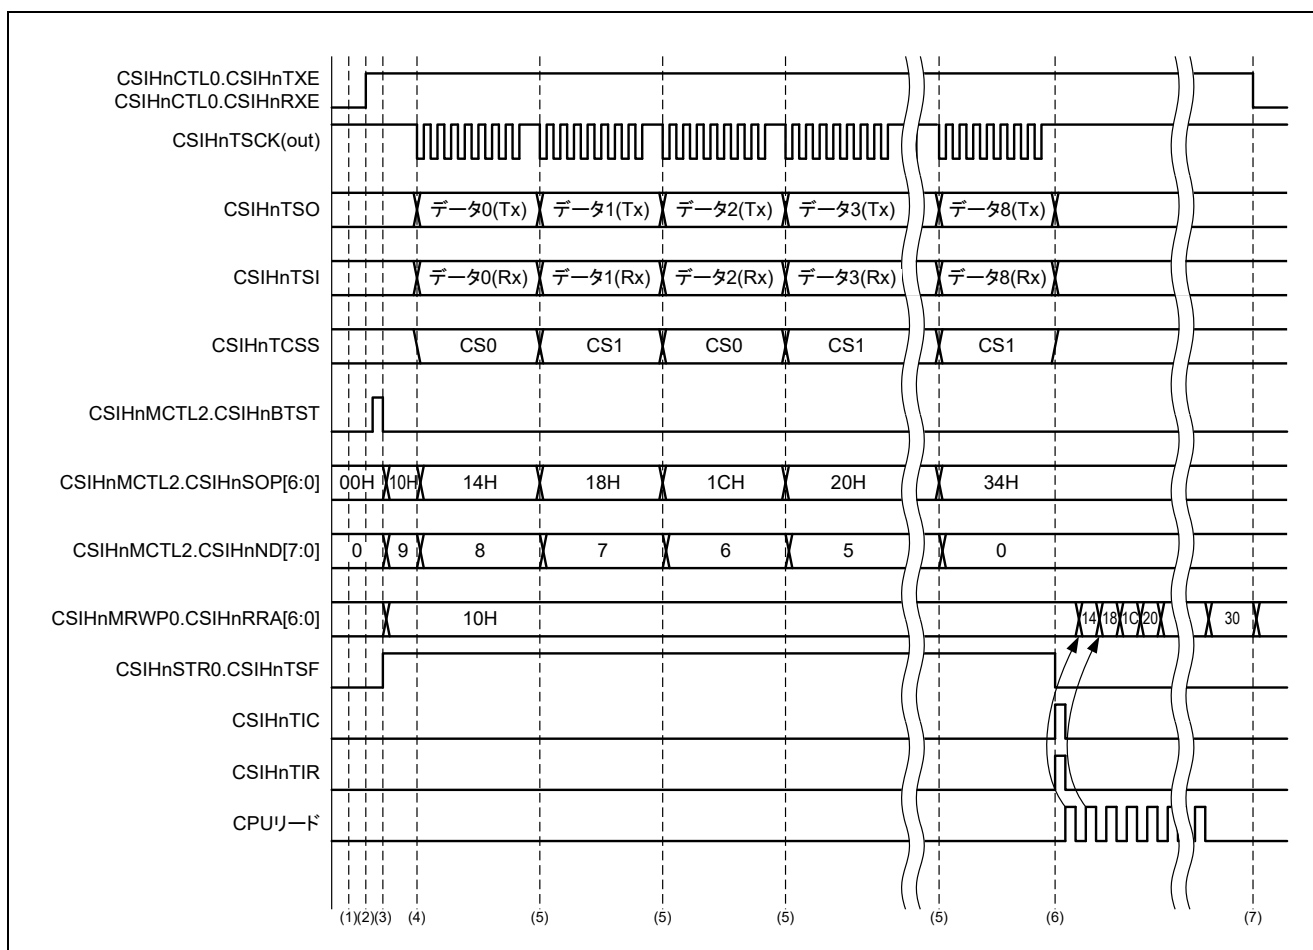 CSIHnCTL0.CSIHnTXE
CSIHnCTL0.CSIHnRXE
CSIHnTSCK(out)
CSIHnTSO データ0(Tx) データ1(Tx) データ2(Tx) データ3(Tx) データ8(Tx)
CSIHnTSI データ0(Rx) データ1(Rx) データ2(Rx) データ3(Rx) データ8(Rx)
CSIHnTCSS CS0 CS1 CS0 CS1 CS1
CSIHnMCTL2.CSIHnBTST
CSIHnMCTL2.CSIHnSOP[6:0] 00H 10H 14H 18H 1CH 20H 34H
CSIHnMCTL2.CSIHnND[7:0] 0 9 8 7 6 5 0
CSIHnMRWP0.CSIHnRRA[6:0] 10H 14 18 1C 20 30
CSIHnSTR0.CSIHnTSF
CSIHnTIC
CSIHnTIR
CPUリード
(1) (2) (3) (4) (5) (5) (5) (5) (6) (7)